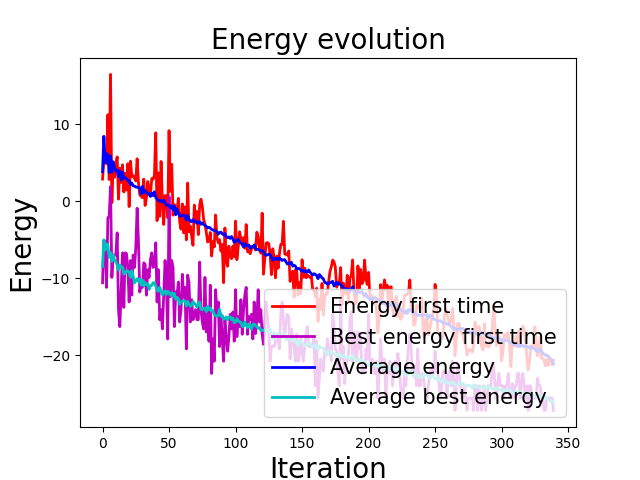 Energy evolution
Energy
10
0
−10
−20
Energy first time
Best energy first time
Average energy
Average best energy
0 50 100 150 200 250 300 350
Iteration